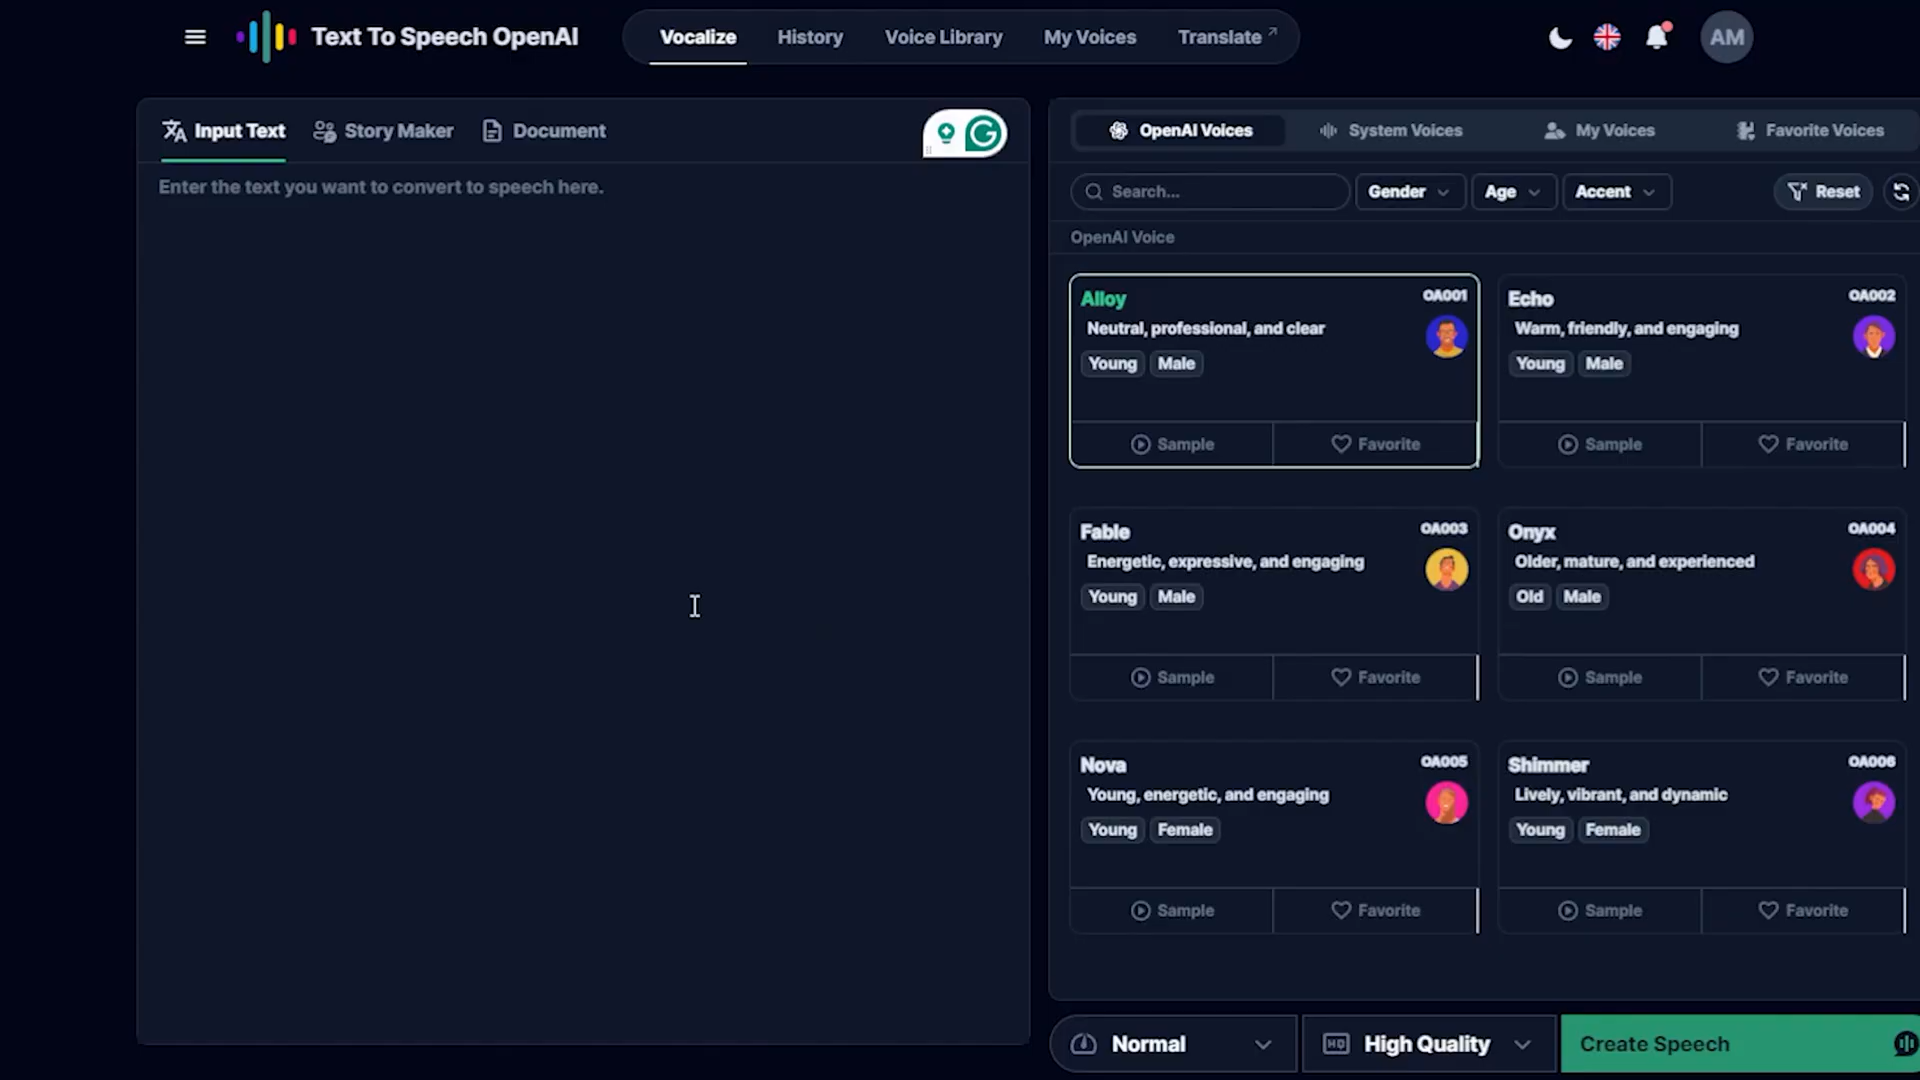 Text To Speech OpenAI
Vocalize
History
Voice Library
My Voices
Translate
AM
Input Text
Story Maker
Document
Enter the text you want to convert to speech here.
OpenAI Voices
System Voices
My Voices
Favorite Voices
Search...
Gender
Age
Accent
Reset
OpenAI Voice
Alloy
OA001
Neutral, professional, and clear
Young
Male
Sample
Favorite
Echo
OA002
Warm, friendly, and engaging
Young
Male
Sample
Favorite
Fable
OA003
Energetic, expressive, and engaging
Young
Male
Sample
Favorite
Onyx
OA004
Older, mature, and experienced
Old
Male
Sample
Favorite
Nova
OA005
Young, energetic, and engaging
Young
Female
Sample
Favorite
Shimmer
OA006
Lively, vibrant, and dynamic
Young
Female
Sample
Favorite
Normal
HQ
High Quality
Create Speech